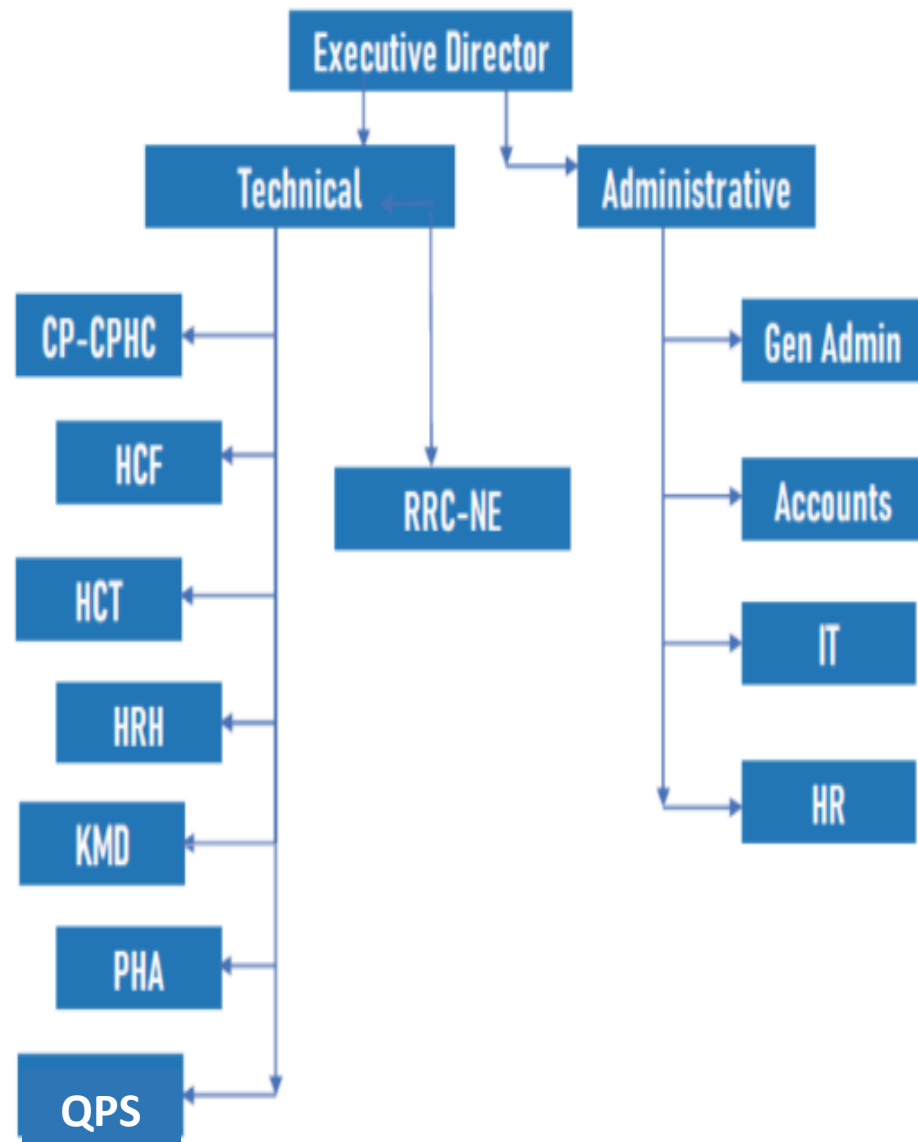 Executive Director
Technical
Administrative
CP-CPHC
HCF
HCT
HRH
KMD
PHA
QPS
RRC-NE
Gen Admin
Accounts
IT
HR